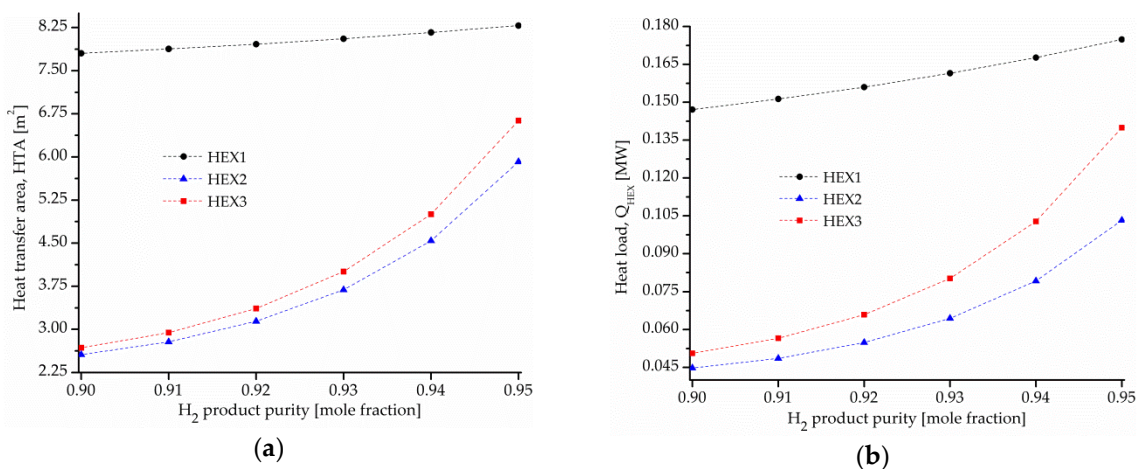 8.25
7.50
6.75
6.00
5.25
4.50
3.75
3.00
2.25
Heat transfer area, HTA [m²]
HEX1
HEX2
HEX3
0.90 0.91 0.92 0.93 0.94 0.95
H₂ product purity [mole fraction]
(a)
0.180
0.165
0.150
0.135
0.120
0.105
0.090
0.075
0.060
0.045
Heat load, Q_HEX [MW]
HEX1
HEX2
HEX3
0.90 0.91 0.92 0.93 0.94 0.95
H₂ product purity [mole fraction]
(b)